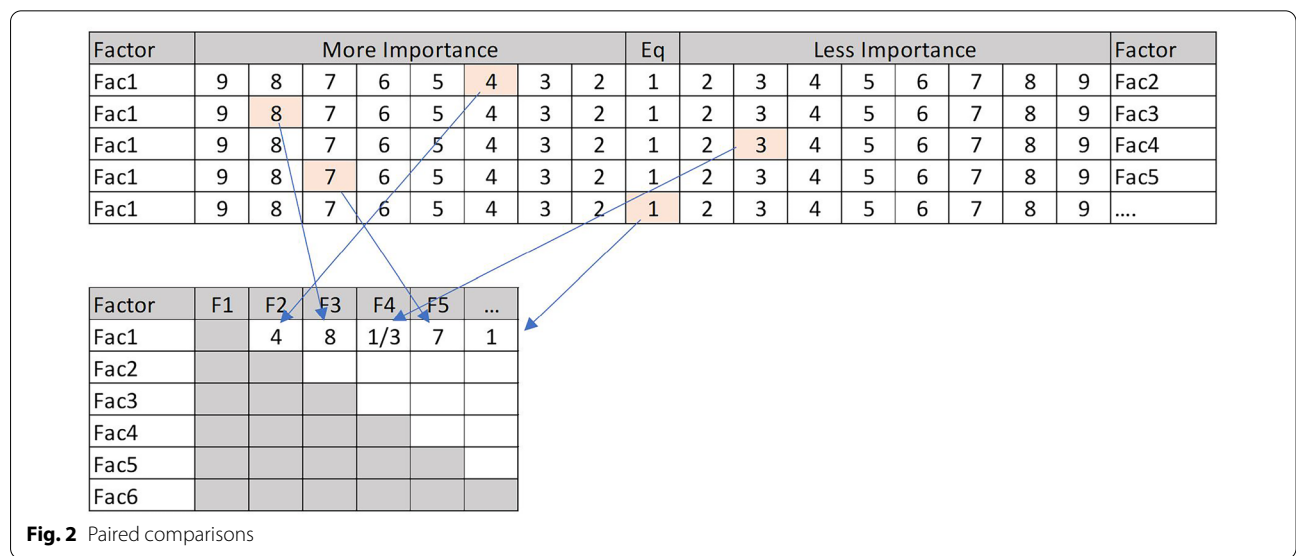 Factor More Importance Eq Less Importance Factor
Fac1 9 8 7 6 5 4 3 2 1 2 3 4 5 6 7 8 9 Fac2
Fac1 9 8 7 6 5 4 3 2 1 2 3 4 5 6 7 8 9 Fac3
Fac1 9 8 7 6 5 4 3 2 1 2 3 4 5 6 7 8 9 Fac4
Fac1 9 8 7 6 5 4 3 2 1 2 3 4 5 6 7 8 9 Fac5
Fac1 9 8 7 6 5 4 3 2 1 2 3 4 5 6 7 8 9 ....
Factor F1 F2 F3 F4 F5 ...
Fac1 4 8 1/3 7 1
Fac2
Fac3
Fac4
Fac5
Fac6
Fig. 2 Paired comparisons